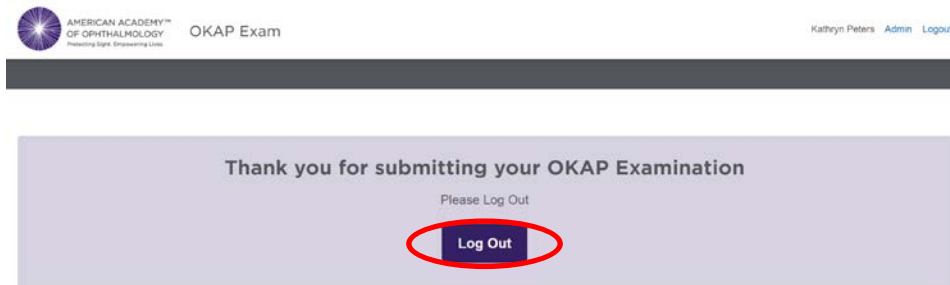 AMERICAN ACADEMY™
OF OPHTHALMOLOGY
Protecting Sight. Empowering Lives.
OKAP Exam
Kathryn Peters Admin Logout
Thank you for submitting your OKAP Examination
Please Log Out
Log Out